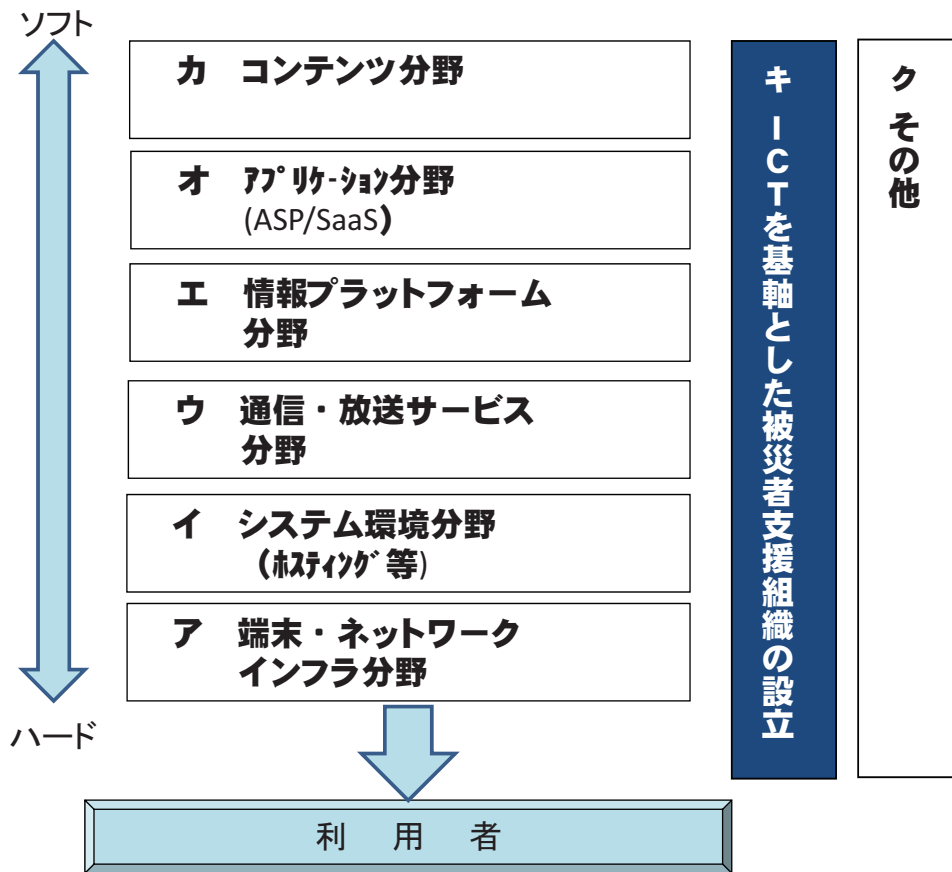 ソフト
カ コンテンツ分野
オ ｱﾌﾟﾘｹ-ｼｮﾝ分野
(ASP/SaaS)
エ 情報プラットフォーム
分野
ウ 通信・放送サービス
分野
イ システム環境分野
(ﾎｽﾃｨﾝｸﾞ等)
ア 端末・ネットワーク
インフラ分野
ハード
キ ICTを基軸とした被災者支援組織の設立
ク その他
利 用 者